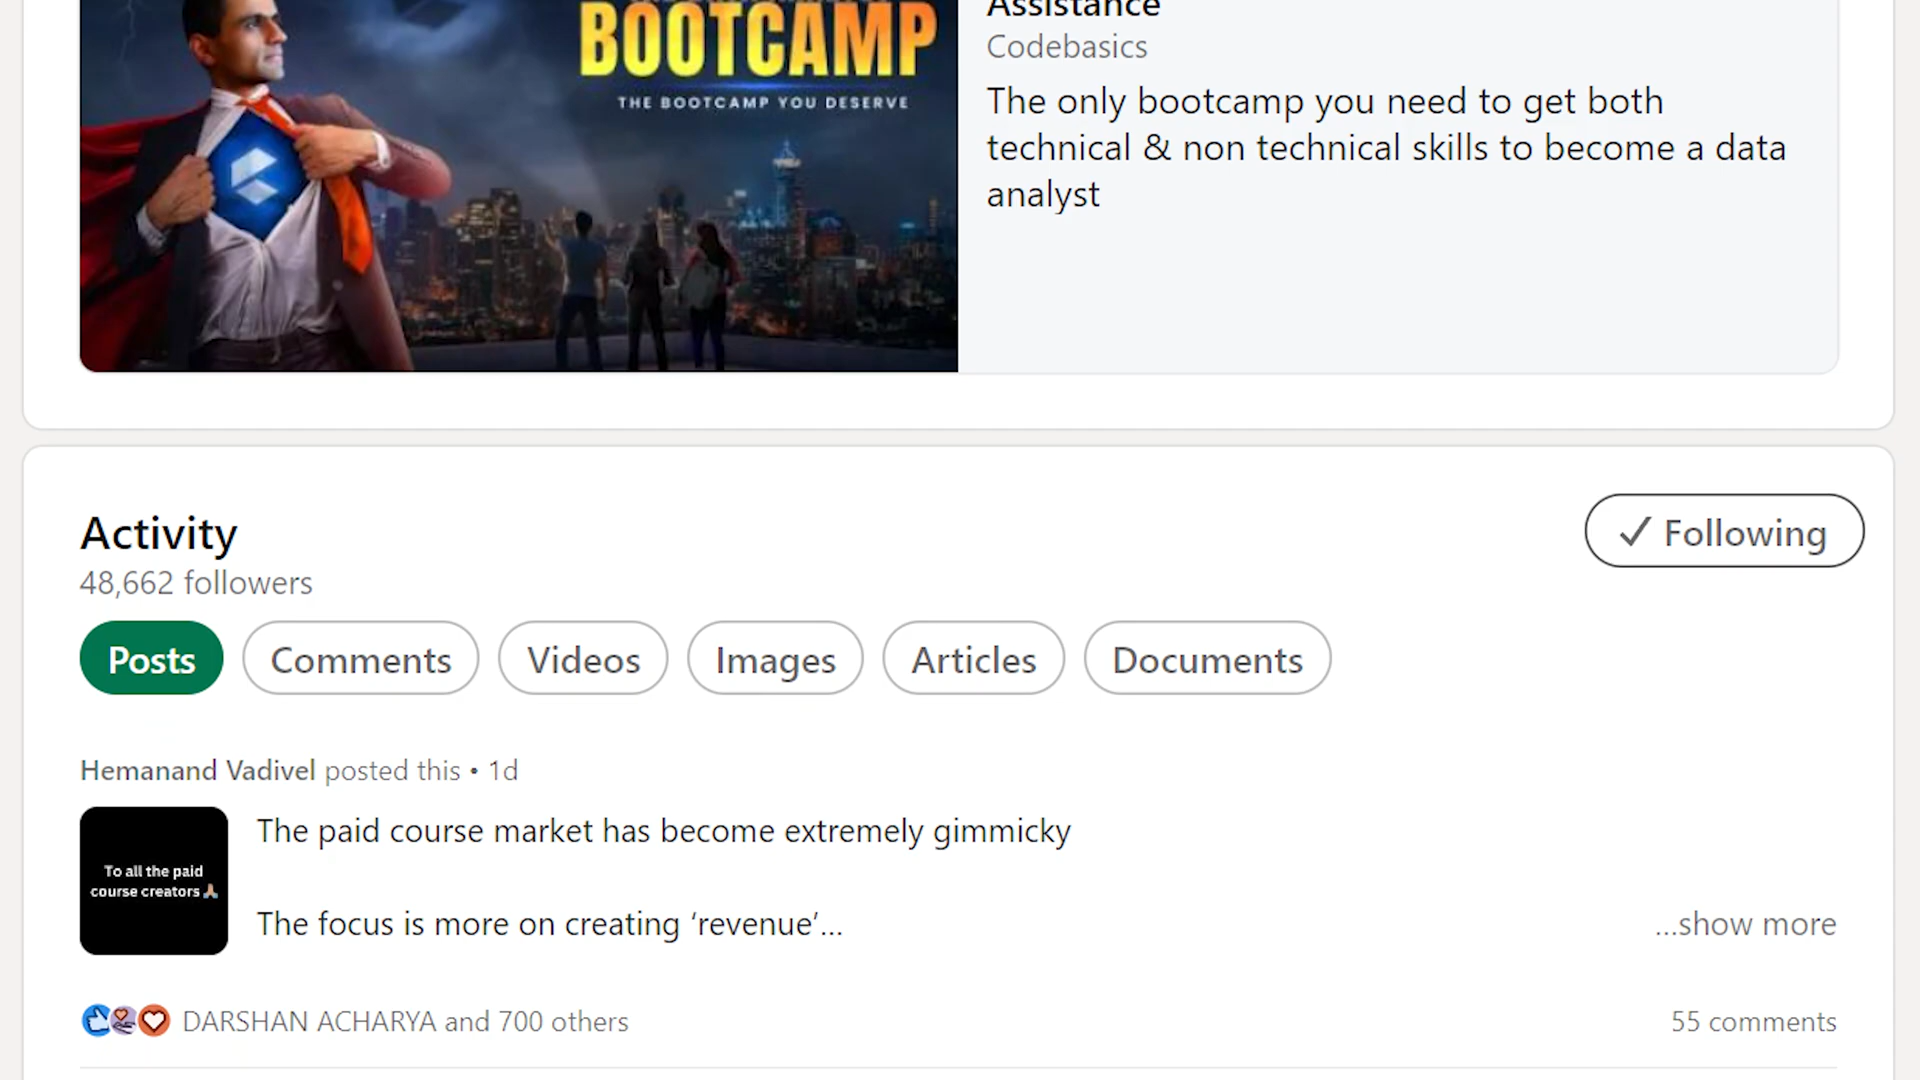 BOOTCAMP
THE BOOTCAMP YOU DESERVE
Assistance
Codebasics
The only bootcamp you need to get both
technical & non technical skills to become a data
analyst
Activity
48,662 followers
✓ Following
Posts
Comments
Videos
Images
Articles
Documents
Hemanand Vadivel posted this • 1d
To all the paid
course creators 🙏🏽
The paid course market has become extremely gimmicky
The focus is more on creating ‘revenue’...
...show more
DARSHAN ACHARYA and 700 others
55 comments